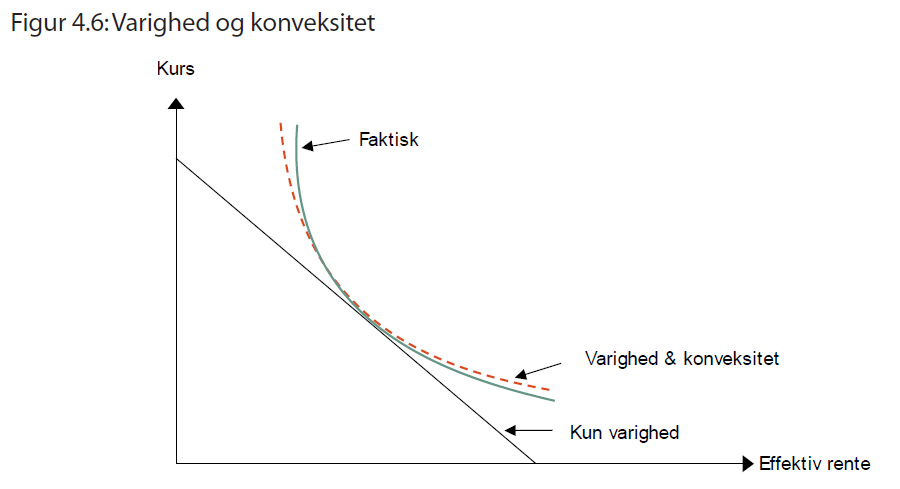 Figur 4.6: Varighed og konveksitet
Kurs
Faktisk
Varighed & konveksitet
Kun varighed
Effektiv rente